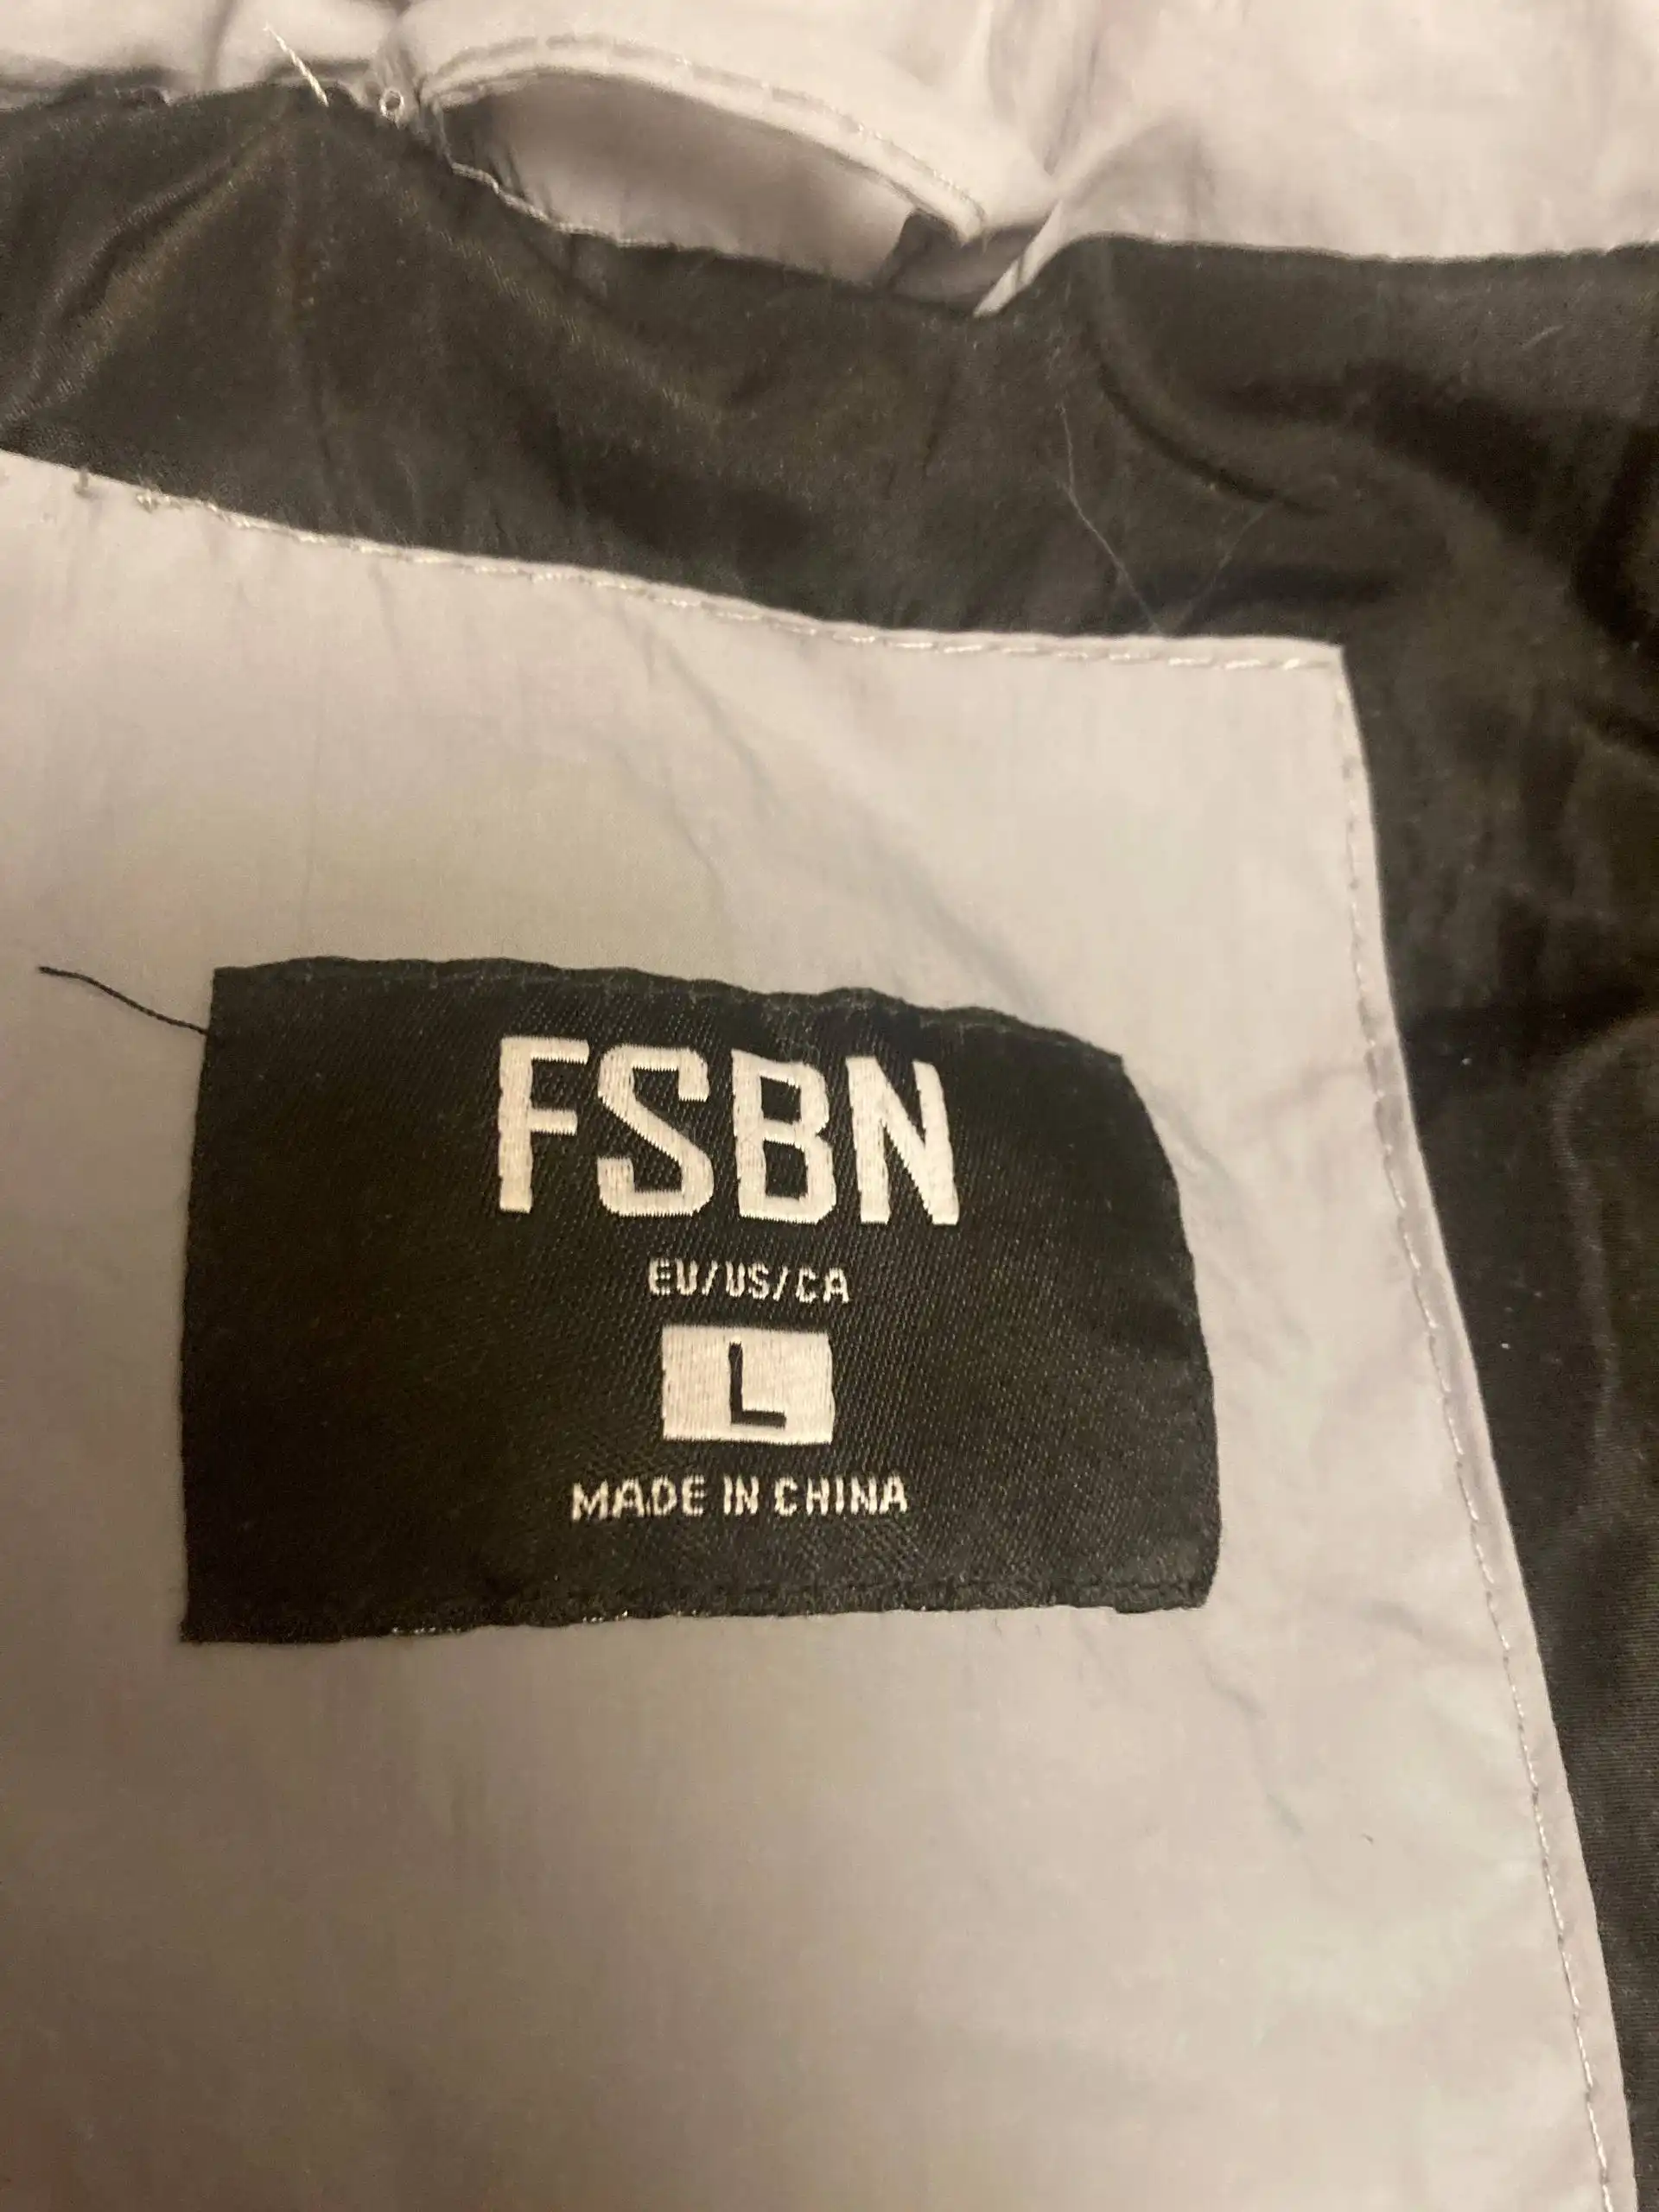 FSBN
EU/US/CA
L
MADE IN CHINA